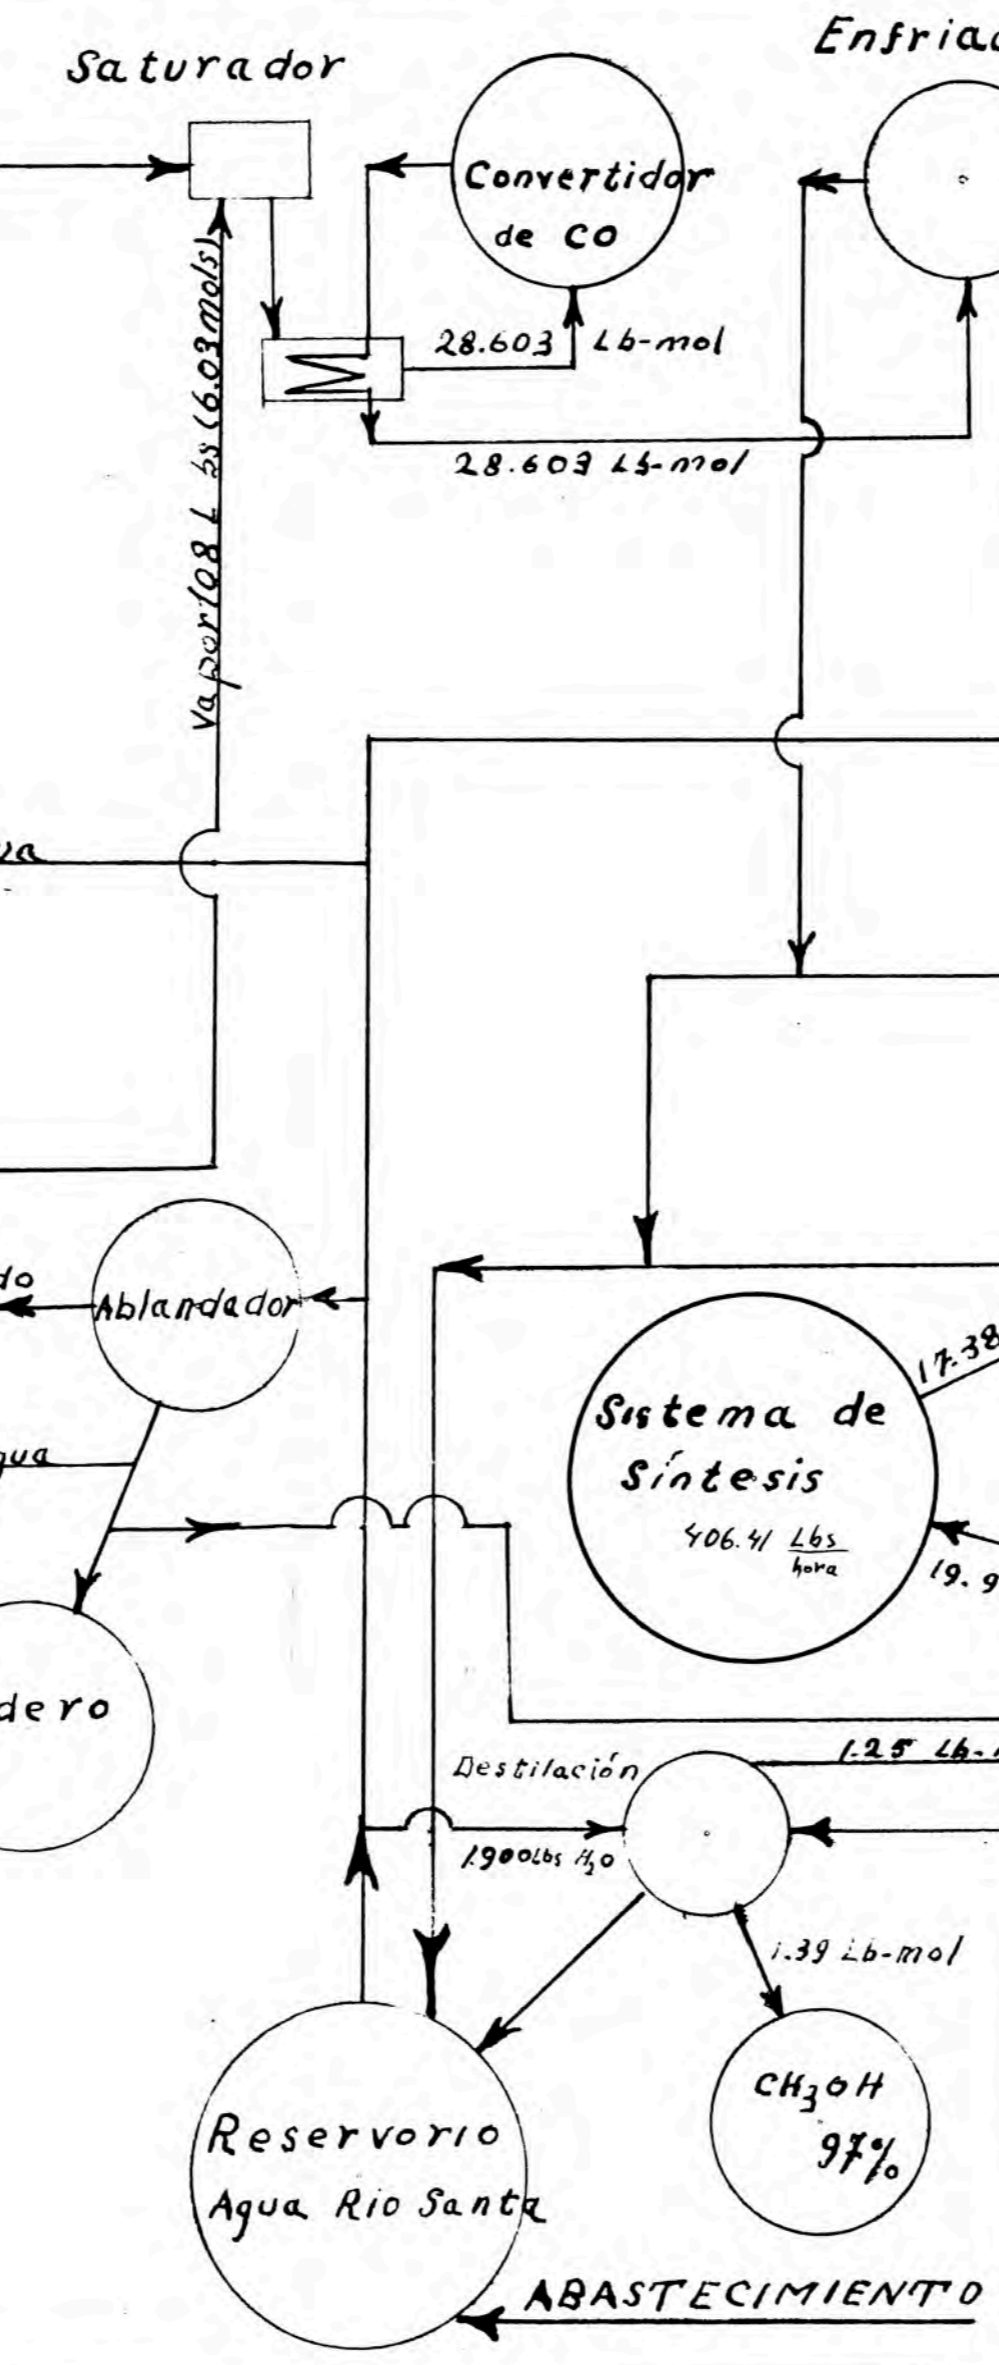 Saturador
Convertidor
de CO
28.603 Lb-mol
28.603 Lb-mol
Vapor 108 Lbs (6.03 mols)
Ablandador
17.38
Sistema de
Síntesis
406.41 Lbs
hora
19.9
dero
Destilación
1.25 Lb-
1.900 Lbs H₂O
1.39 Lb-mol
CH₃OH
97%
Reservorio
Agua Rio Santa
ABASTECIMIENTO